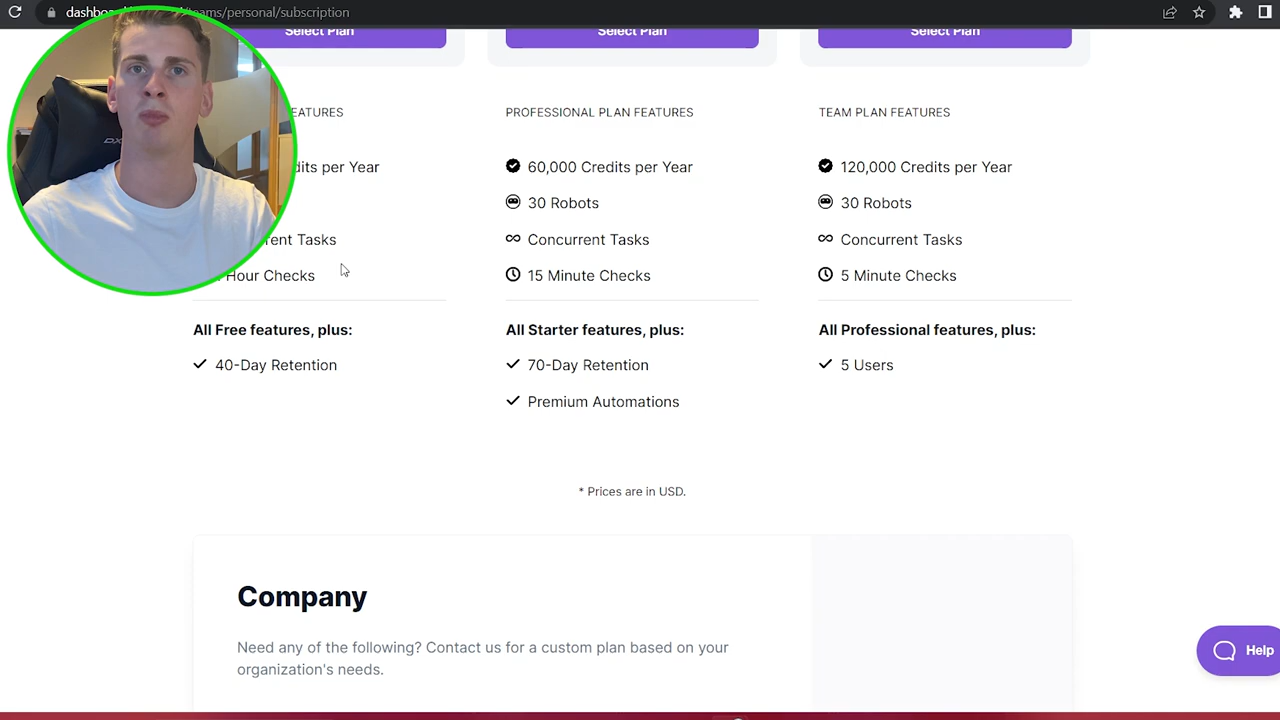 /teams/personal/subscription
Select Plan
Select Plan
Select Plan
FEATURES
per Year
Tasks
Hour Checks
All Free features, plus:
40-Day Retention
PROFESSIONAL PLAN FEATURES
60,000 Credits per Year
30 Robots
Concurrent Tasks
15 Minute Checks
All Starter features, plus:
70-Day Retention
Premium Automations
TEAM PLAN FEATURES
120,000 Credits per Year
30 Robots
Concurrent Tasks
5 Minute Checks
All Professional features, plus:
5 Users
* Prices are in USD.
Company
Need any of the following? Contact us for a custom plan based on your
organization's needs.
Help